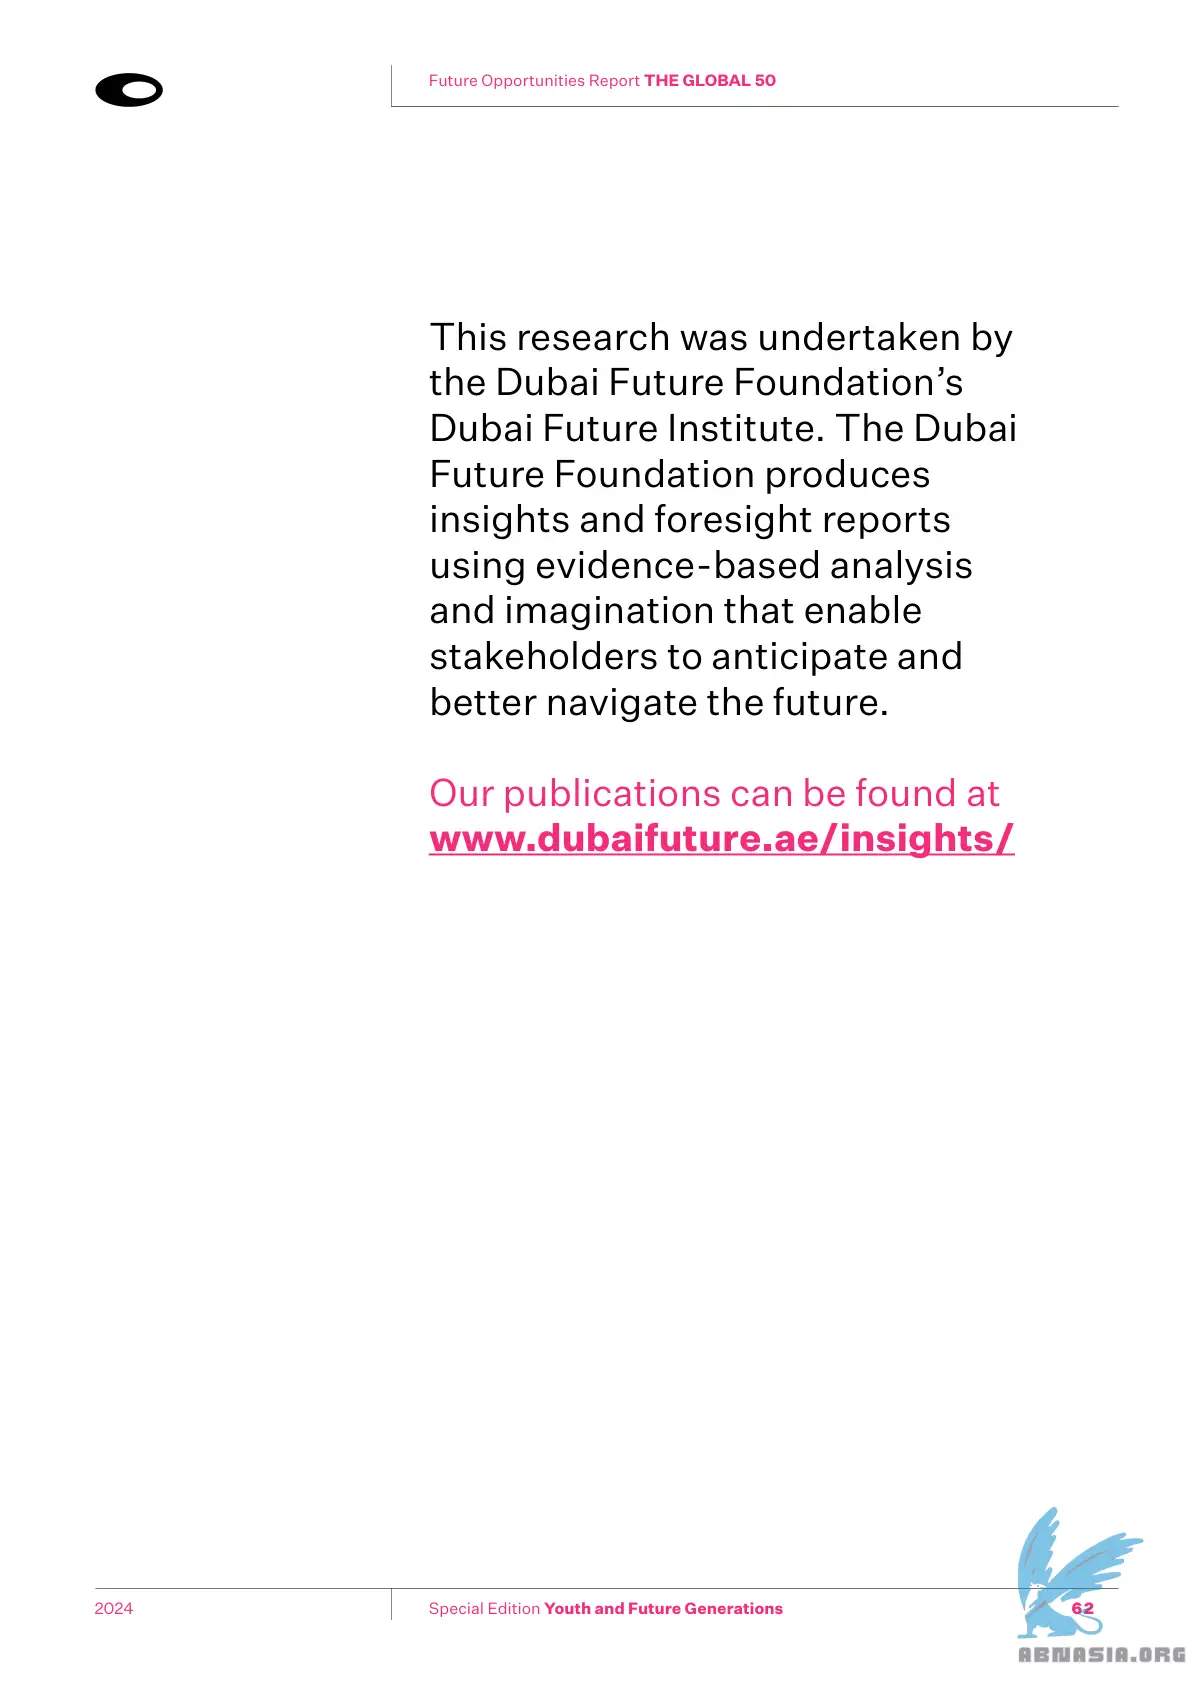 Future Opportunities Report THE GLOBAL 50
This research was undertaken by
the Dubai Future Foundation’s
Dubai Future Institute. The Dubai
Future Foundation produces
insights and foresight reports
using evidence-based analysis
and imagination that enable
stakeholders to anticipate and
better navigate the future.
Our publications can be found at
www.dubaifuture.ae/insights/
2024
Special Edition Youth and Future Generations
62
ABNASIA.ORG